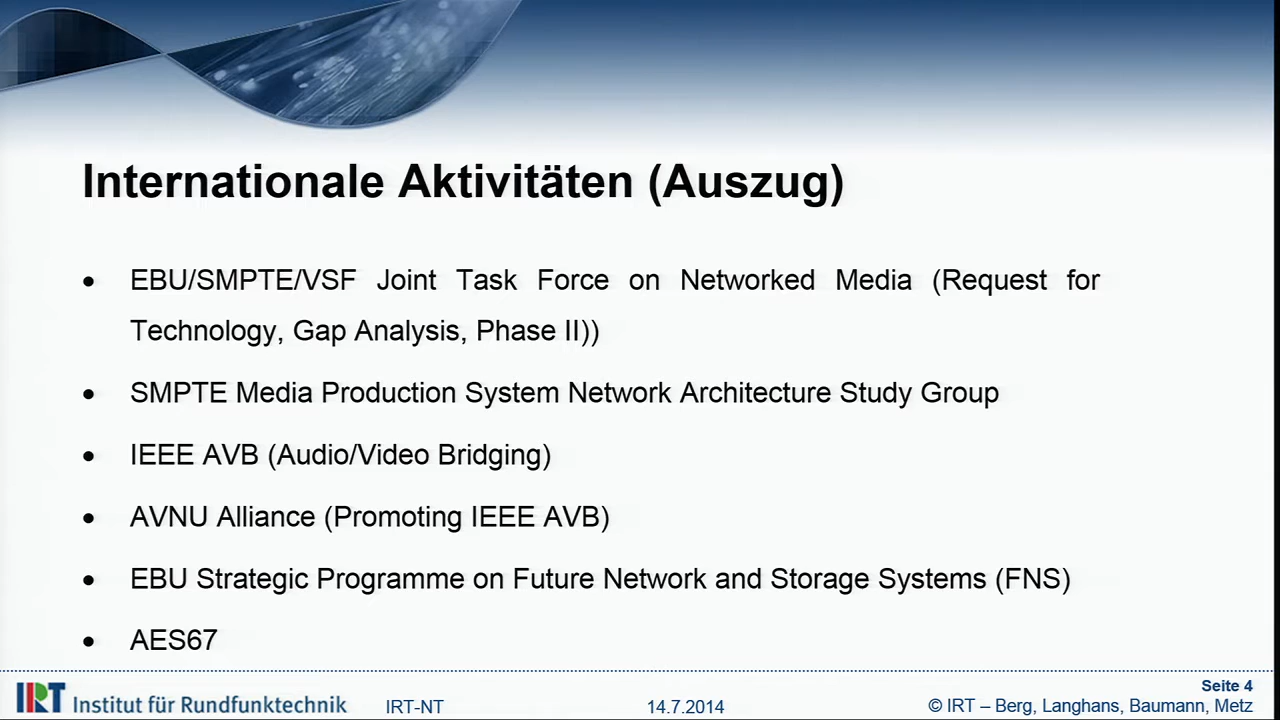 Internationale Aktivitäten (Auszug)
• EBU/SMPTE/VSF Joint Task Force on Networked Media (Request for
Technology, Gap Analysis, Phase II))
• SMPTE Media Production System Network Architecture Study Group
• IEEE AVB (Audio/Video Bridging)
• AVNU Alliance (Promoting IEEE AVB)
• EBU Strategic Programme on Future Network and Storage Systems (FNS)
• AES67
Seite 4
IRT Institut für Rundfunktechnik IRT-NT 14.7.2014 © IRT – Berg, Langhans, Baumann, Metz